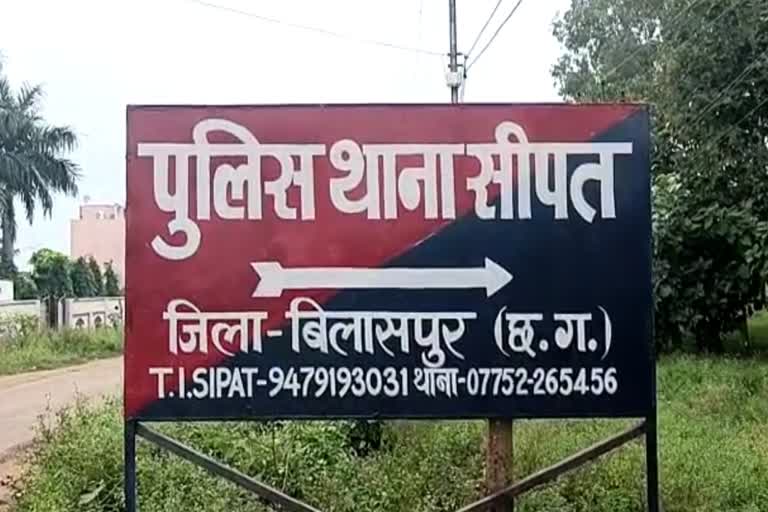 पुलिस थाना सीपत
जिला-बिलासपुर (छ.ग.)
T.I.SIPAT-9479193031 थाना-07752-265456